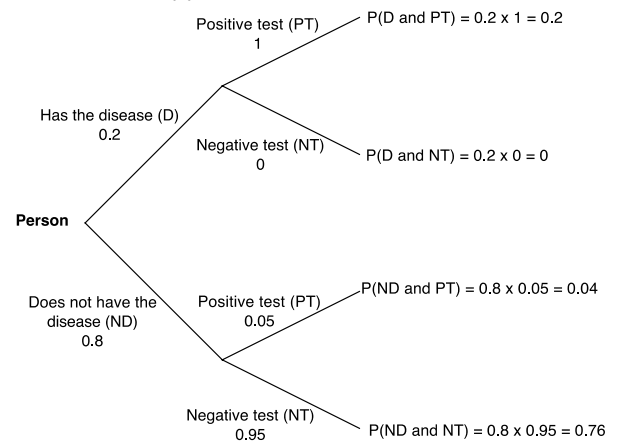 Positive test (PT)
1
P(D and PT) = 0.2 x 1 = 0.2
Has the disease (D)
0.2
Negative test (NT)
0
P(D and NT) = 0.2 x 0 = 0
Person
Does not have the
disease (ND)
0.8
Positive test (PT)
0.05
P(ND and PT) = 0.8 x 0.05 = 0.04
Negative test (NT)
0.95
P(ND and NT) = 0.8 x 0.95 = 0.76